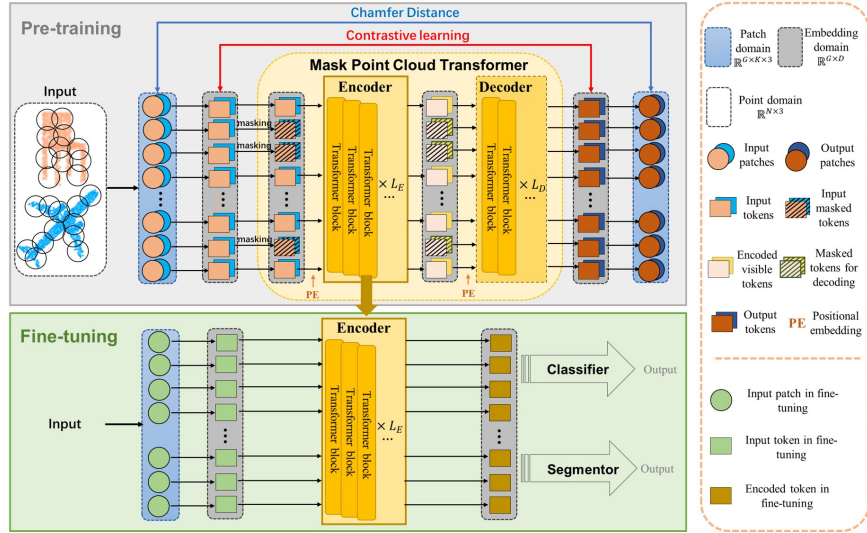 Chamfer Distance
Pre-training
Contrastive learning
Mask Point Cloud Transformer
Input
Encoder
Decoder
masking
masking
masking
Transformer block
Transformer block
Transformer block
× L_E
...
Transformer block
Transformer block
× L_D
...
PE
PE
Fine-tuning
Input
Encoder
Transformer block
Transformer block
Transformer block
× L_E
...
Classifier
Output
Segmentor
Output
Patch
domain
ℝ^{G×K×3}
Embedding
domain
ℝ^{G×D}
Point domain
ℝ^{N×3}
Input
patches
Output
patches
Input
tokens
Input
masked
tokens
Encoded
visible
tokens
Masked
tokens for
decoding
Output
tokens
PE
Positional
embedding
Input patch in fine-
tuning
Input token in fine-
tuning
Encoded token in
fine-tuning